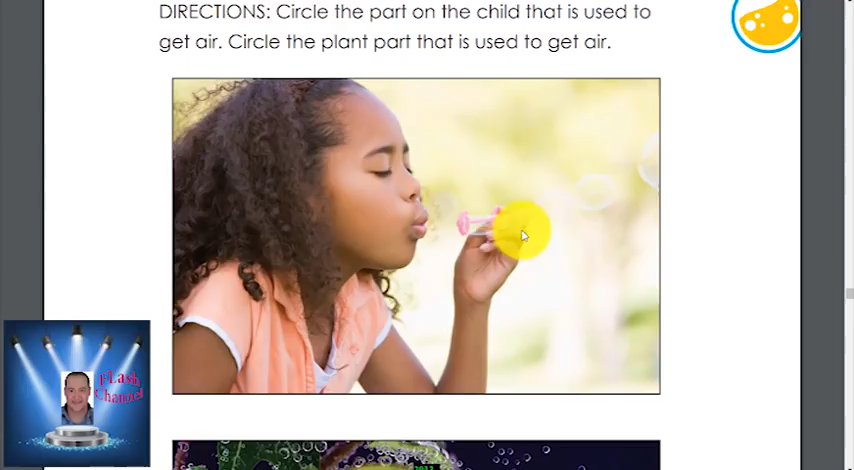 DIRECTIONS: Circle the part on the child that is used to
get air. Circle the plant part that is used to get air.
FLash
Channel
2022